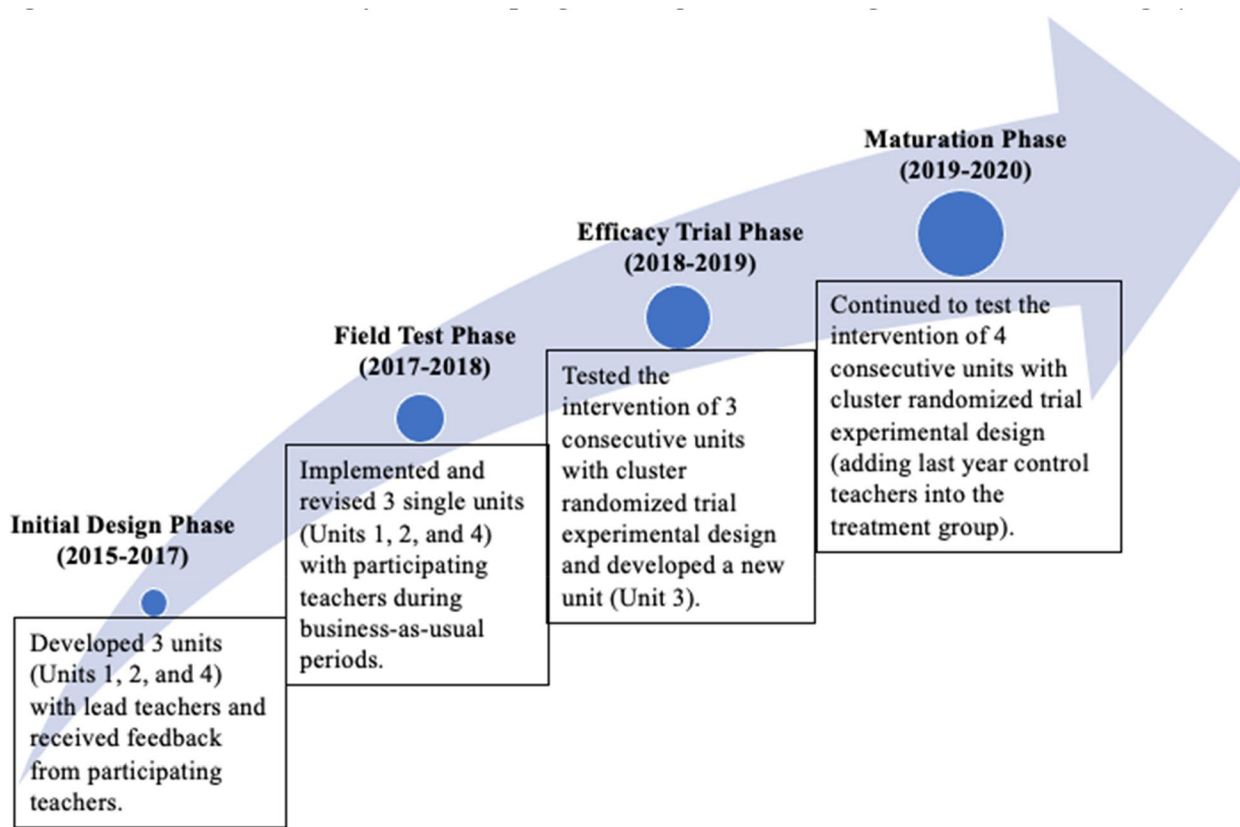 Maturation Phase
(2019-2020)
Efficacy Trial Phase
(2018-2019)
Field Test Phase
(2017-2018)
Initial Design Phase
(2015-2017)
Developed 3 units
(Units 1, 2, and 4)
with lead teachers and
received feedback
from participating
teachers.
Implemented and
revised 3 single units
(Units 1, 2, and 4)
with participating
teachers during
business-as-usual
periods.
Tested the
intervention of 3
consecutive units
with cluster
randomized trial
experimental design
and developed a new
unit (Unit 3).
Continued to test the
intervention of 4
consecutive units with
cluster randomized trial
experimental design
(adding last year control
teachers into the
treatment group).